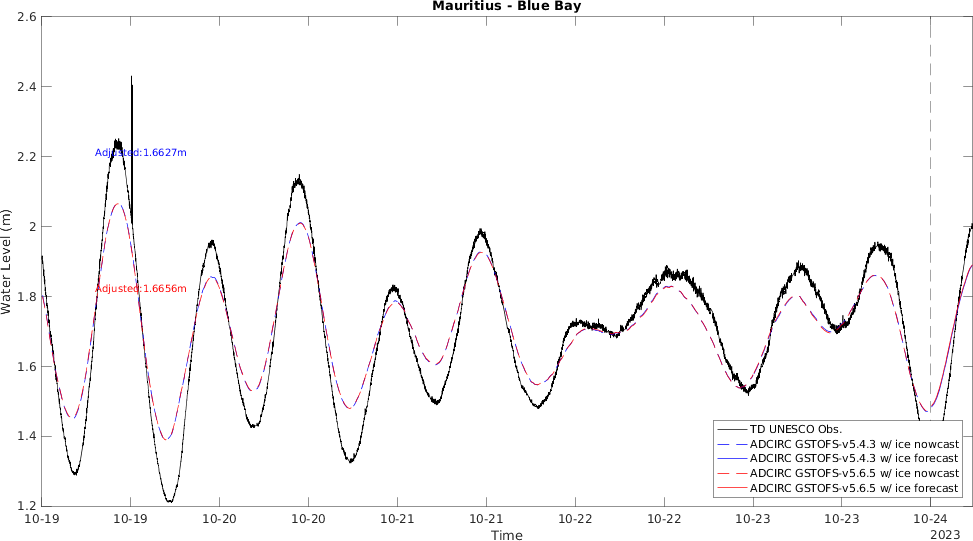 Mauritius - Blue Bay
2.6
2.4
2.2
2
1.8
1.6
1.4
1.2
Water Level (m)
Adjusted:1.6627m
Adjusted:1.6656m
TD UNESCO Obs.
ADCIRC GSTOFS-v5.4.3 w/ ice nowcast
ADCIRC GSTOFS-v5.4.3 w/ ice forecast
ADCIRC GSTOFS-v5.6.5 w/ ice nowcast
ADCIRC GSTOFS-v5.6.5 w/ ice forecast
10-19 10-19 10-20 10-20 10-21 10-21 10-22 10-22 10-23 10-23 10-24
2023
Time